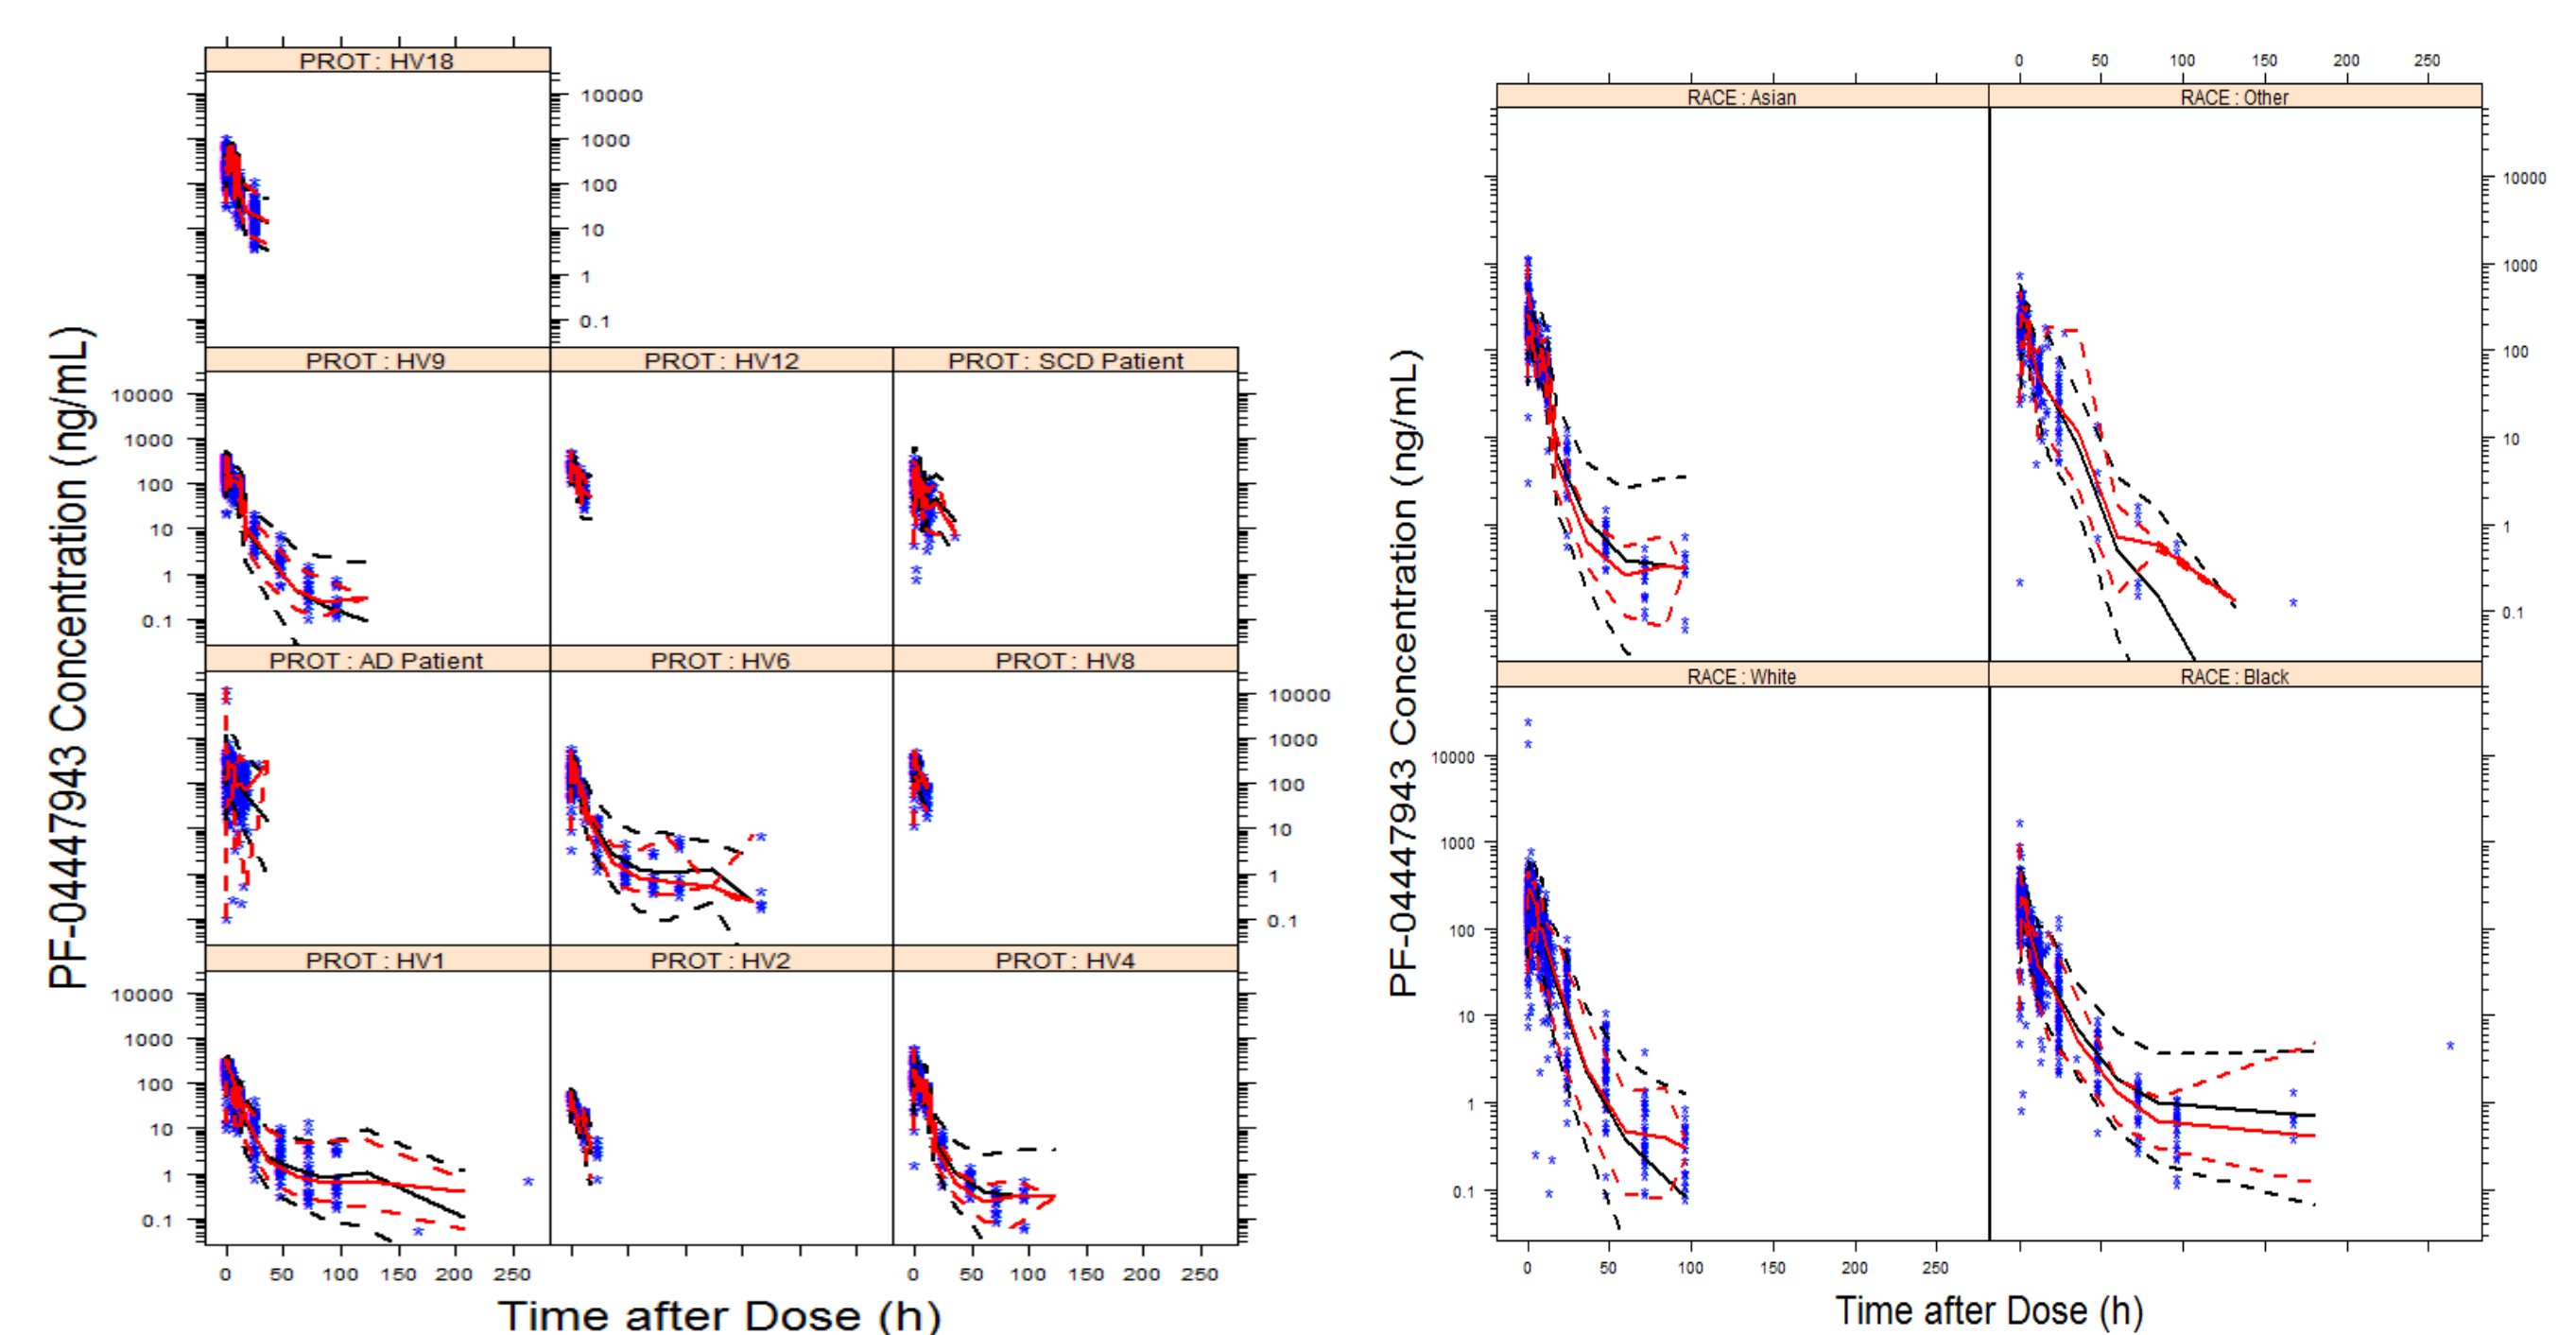 PROT : HV18
10000
1000
100
10
1
0.1
PROT : HV9
PROT : HV12
PROT : SCD Patient
10000
1000
100
10
1
0.1
PROT : AD Patient
PROT : HV6
PROT : HV8
10000
1000
100
10
1
0.1
PROT : HV1
PROT : HV2
PROT : HV4
10000
1000
100
10
1
0.1
0 50 100 150 200 250
0 50 100 150 200 250
Time after Dose (h)
PF-04447943 Concentration (ng/mL)
0 50 100 150 200 250
RACE : Asian
RACE : Other
10000
1000
100
10
1
0.1
RACE : White
RACE : Black
10000
1000
100
10
1
0.1
0 50 100 150 200 250
Time after Dose (h)
PF-04447943 Concentration (ng/mL)